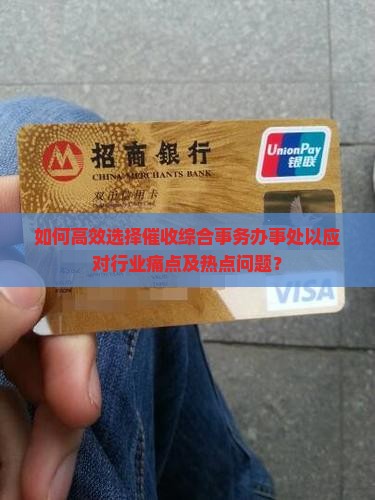 招商银行
CHINA MERCHANTS BANK
双币信用卡
UnionPay
银联
如何高效选择催收综合事务办事处以应
对行业痛点及热点问题？
VISA